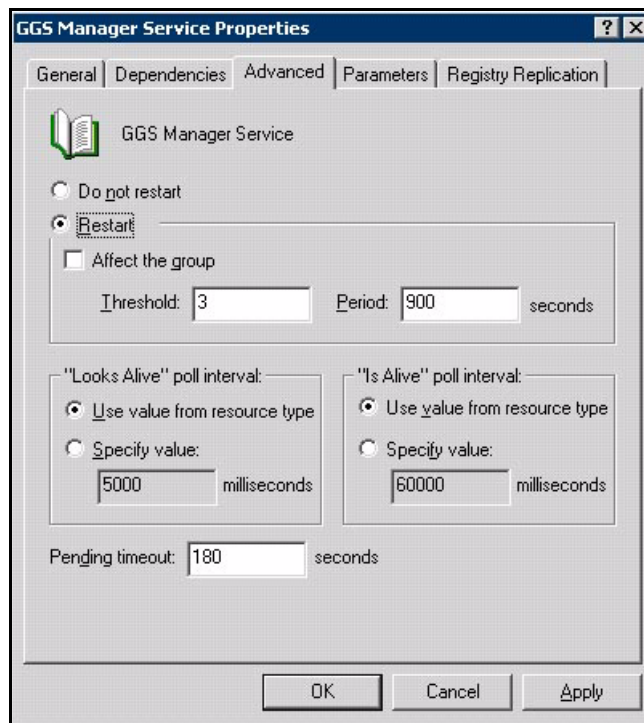 GGS Manager Service Properties
? X
General Dependencies Advanced Parameters Registry Replication
GGS Manager Service
Do not restart
Restart
Affect the group
Threshold: 3 Period: 900 seconds
"Looks Alive" poll interval: "Is Alive" poll interval:
Use value from resource type Use value from resource type
Specify value: Specify value:
5000 milliseconds 60000 milliseconds
Pending timeout: 180 seconds
OK Cancel Apply